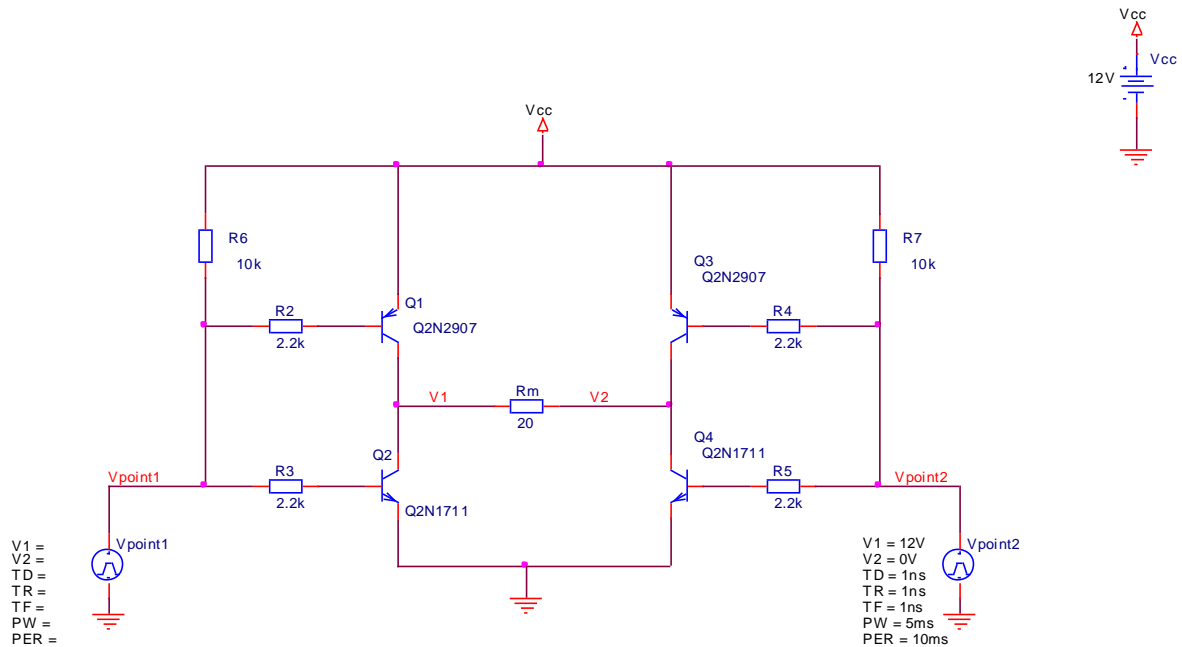 Vcc
Vcc
12V
Vcc
R6
10k
R7
10k
Q3
Q2N2907
R2
2.2k
Q1
Q2N2907
R4
2.2k
V1
Rm
20
V2
Q4
Q2N1711
Q2
Q2N1711
Vpoint1
R3
2.2k
R5
2.2k
Vpoint2
Vpoint1
V1 =
V2 =
TD =
TR =
TF =
PW =
PER =
Vpoint2
V1 = 12V
V2 = 0V
TD = 1ns
TR = 1ns
TF = 1ns
PW = 5ms
PER = 10ms